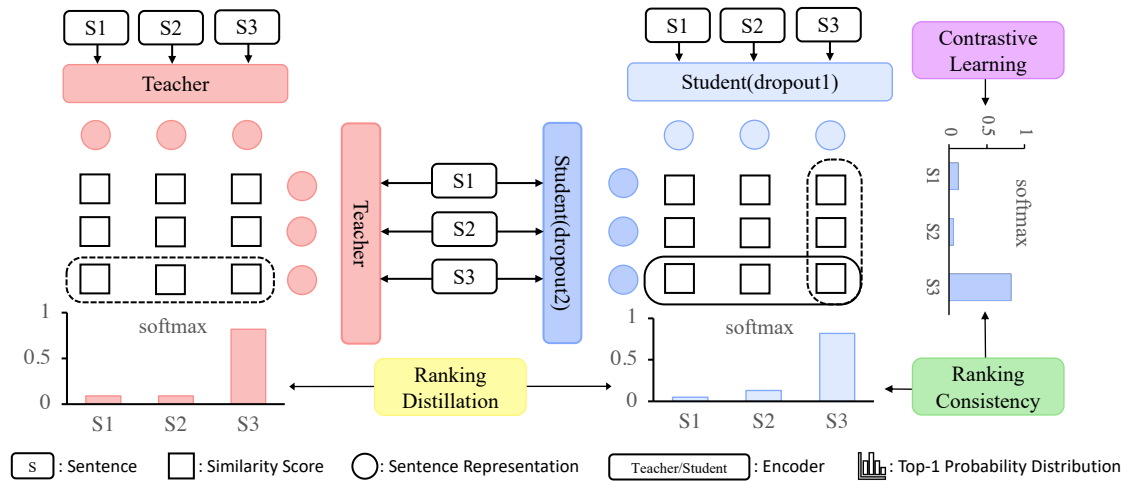 S1 S2 S3
Teacher
S1 S2 S3
Student(dropout1)
Contrastive
Learning
Teacher
S1
S2
S3
Student(dropout2)
0 0.5 1
softmax
S1
S2
S3
softmax
1
0.5
0
S1 S2 S3
Ranking
Distillation
softmax
1
0.5
0
S1 S2 S3
Ranking
Consistency
S : Sentence : Similarity Score : Sentence Representation Teacher/Student : Encoder : Top-1 Probability Distribution